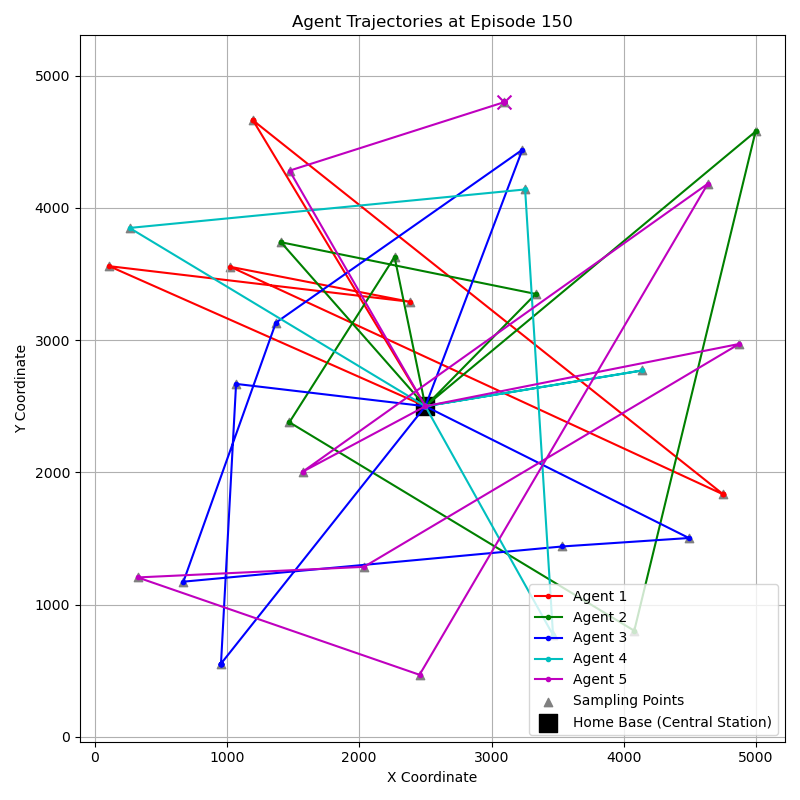 Agent Trajectories at Episode 150
5000
4000
3000
2000
1000
0
Y Coordinate
0 1000 2000 3000 4000 5000
X Coordinate
Agent 1
Agent 2
Agent 3
Agent 4
Agent 5
Sampling Points
Home Base (Central Station)